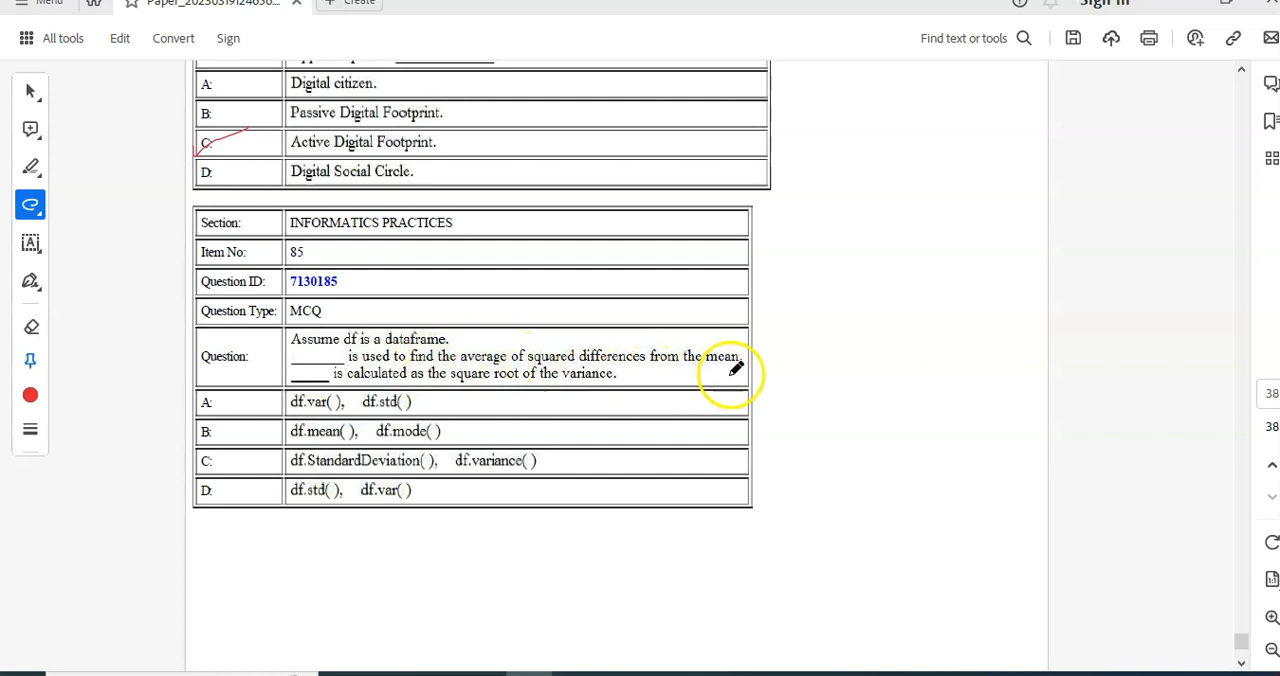 Menu
Paper_20230319124636...
Create
Sign in
All tools
Edit
Convert
Sign
Find text or tools
A: Digital citizen.
B: Passive Digital Footprint.
C: Active Digital Footprint.
D: Digital Social Circle.
Section: INFORMATICS PRACTICES
Item No: 85
Question ID: 7130185
Question Type: MCQ
Question: Assume df is a dataframe.
_______ is used to find the average of squared differences from the mean.
_____ is calculated as the square root of the variance.
A: df.var( ), df.std( )
B: df.mean( ), df.mode( )
C: df.StandardDeviation( ), df.variance( )
D: df.std( ), df.var( )
38
38